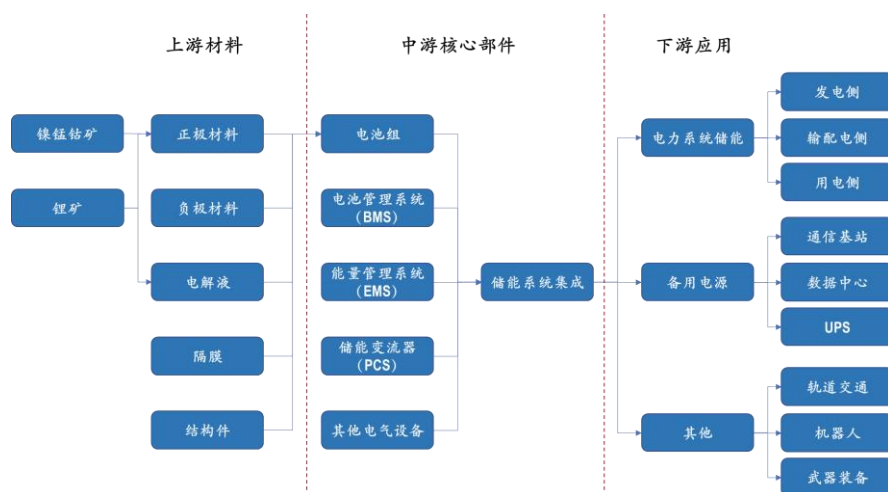 上游材料
中游核心部件
下游应用
镍锰钴矿
锂矿
正极材料
负极材料
电解液
隔膜
结构件
电池组
电池管理系统
（BMS）
能量管理系统
（EMS）
储能变流器
（PCS）
其他电气设备
储能系统集成
电力系统储能
备用电源
其他
发电侧
输配电侧
用电侧
通信基站
数据中心
UPS
轨道交通
机器人
武器装备